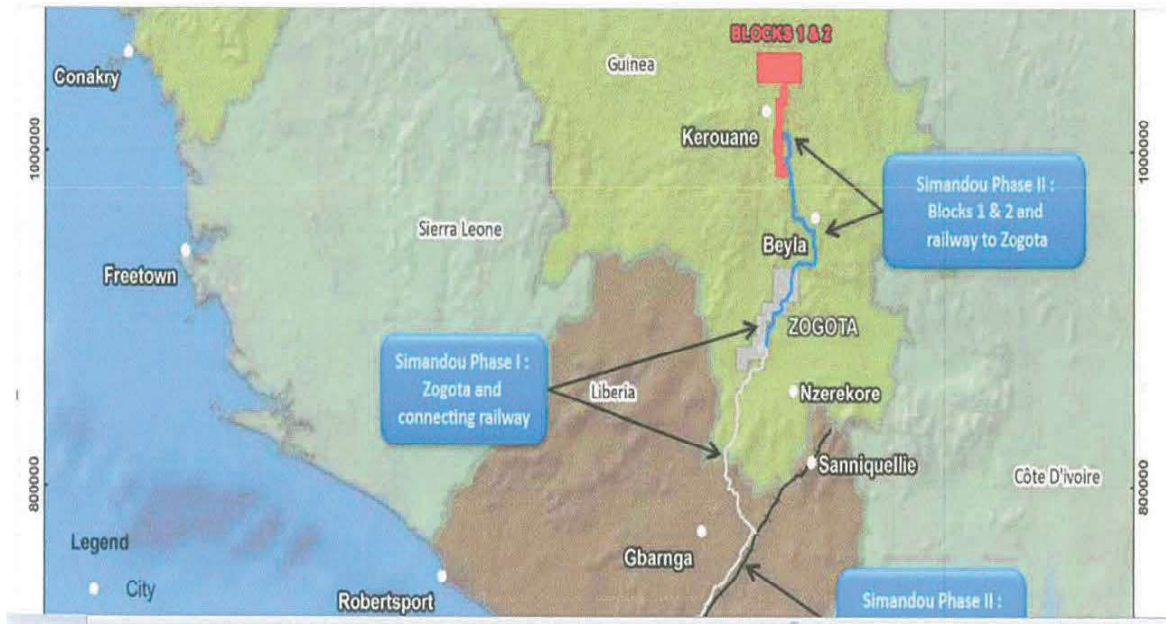 BLOCKS 1 & 2
Guinea
Conakry
Kerouane
1000000
1000000
Simandou Phase II :
Blocks 1 & 2 and
railway to Zogota
Sierra Leone
Beyla
Freetown
ZOGOTA
Simandou Phase I :
Zogota and
connecting railway
Liberia
Nzerekore
Sanniquellie
Côte D'ivoire
800000
800000
Legend
Gbarnga
City
Robertsport
Simandou Phase II :